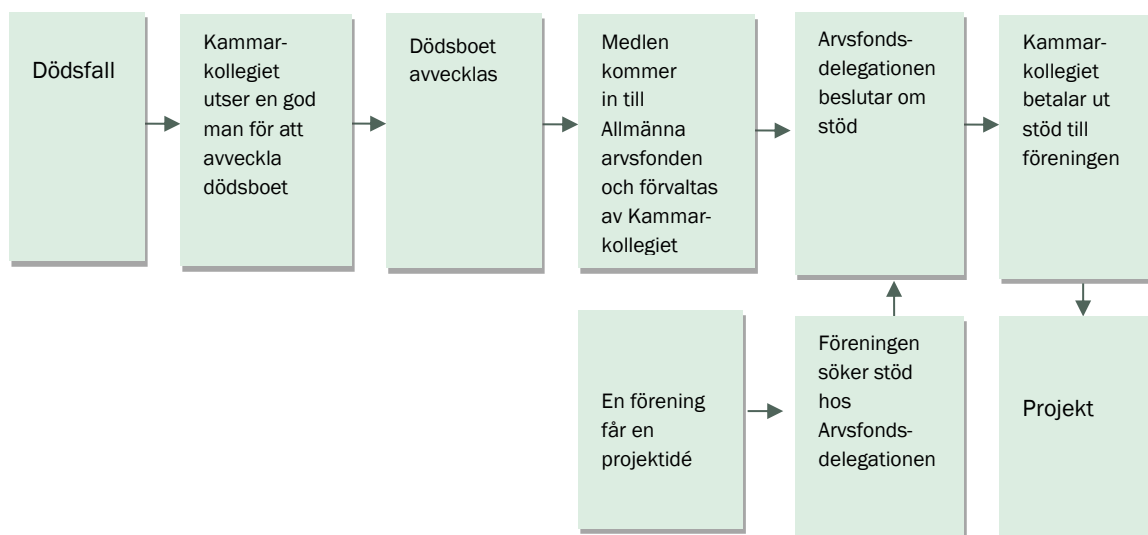 Dödsfall
Kammar-
kollegiet
utser en god
man för att
avveckla
dödsboet
Dödsboet
avvecklas
Medlen
kommer
in till
Allmänna
arvsfonden
och förvaltas
av Kammar-
kollegiet
Arvsfonds-
delegationen
beslutar om
stöd
Kammar-
kollegiet
betalar ut
stöd till
föreningen
En förening
får en
projektidé
Föreningen
söker stöd
hos
Arvsfonds-
delegationen
Projekt